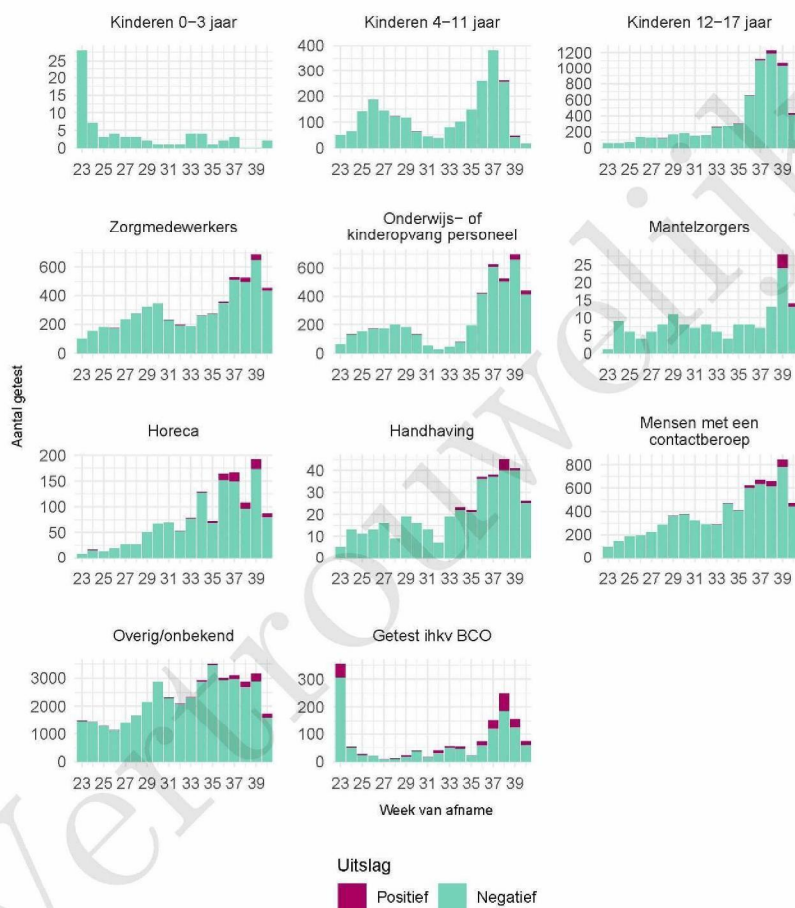 Kinderen 0−3 jaar
Kinderen 4−11 jaar
Kinderen 12−17 jaar
25
20
15
10
5
0
23 25 27 29 31 33 35 37 39
400
300
200
100
0
23 25 27 29 31 33 35 37 39
1200
1000
800
600
400
200
0
23 25 27 29 31 33 35 37 39
Zorgmedewerkers
Onderwijs− of
kinderopvang personeel
Mantelzorgers
600
400
200
0
23 25 27 29 31 33 35 37 39
600
400
200
0
23 25 27 29 31 33 35 37 39
25
20
15
10
5
0
23 25 27 29 31 33 35 37 39
Aantal getest
Horeca
Handhaving
Mensen met een
contactberoep
200
150
100
50
0
23 25 27 29 31 33 35 37 39
40
30
20
10
0
23 25 27 29 31 33 35 37 39
800
600
400
200
0
23 25 27 29 31 33 35 37 39
Overig/onbekend
Getest ihkv BCO
3000
2000
1000
0
23 25 27 29 31 33 35 37 39
300
200
100
0
23 25 27 29 31 33 35 37 39
Week van afname
Uitslag
Positief
Negatief
Vertrouwelijk